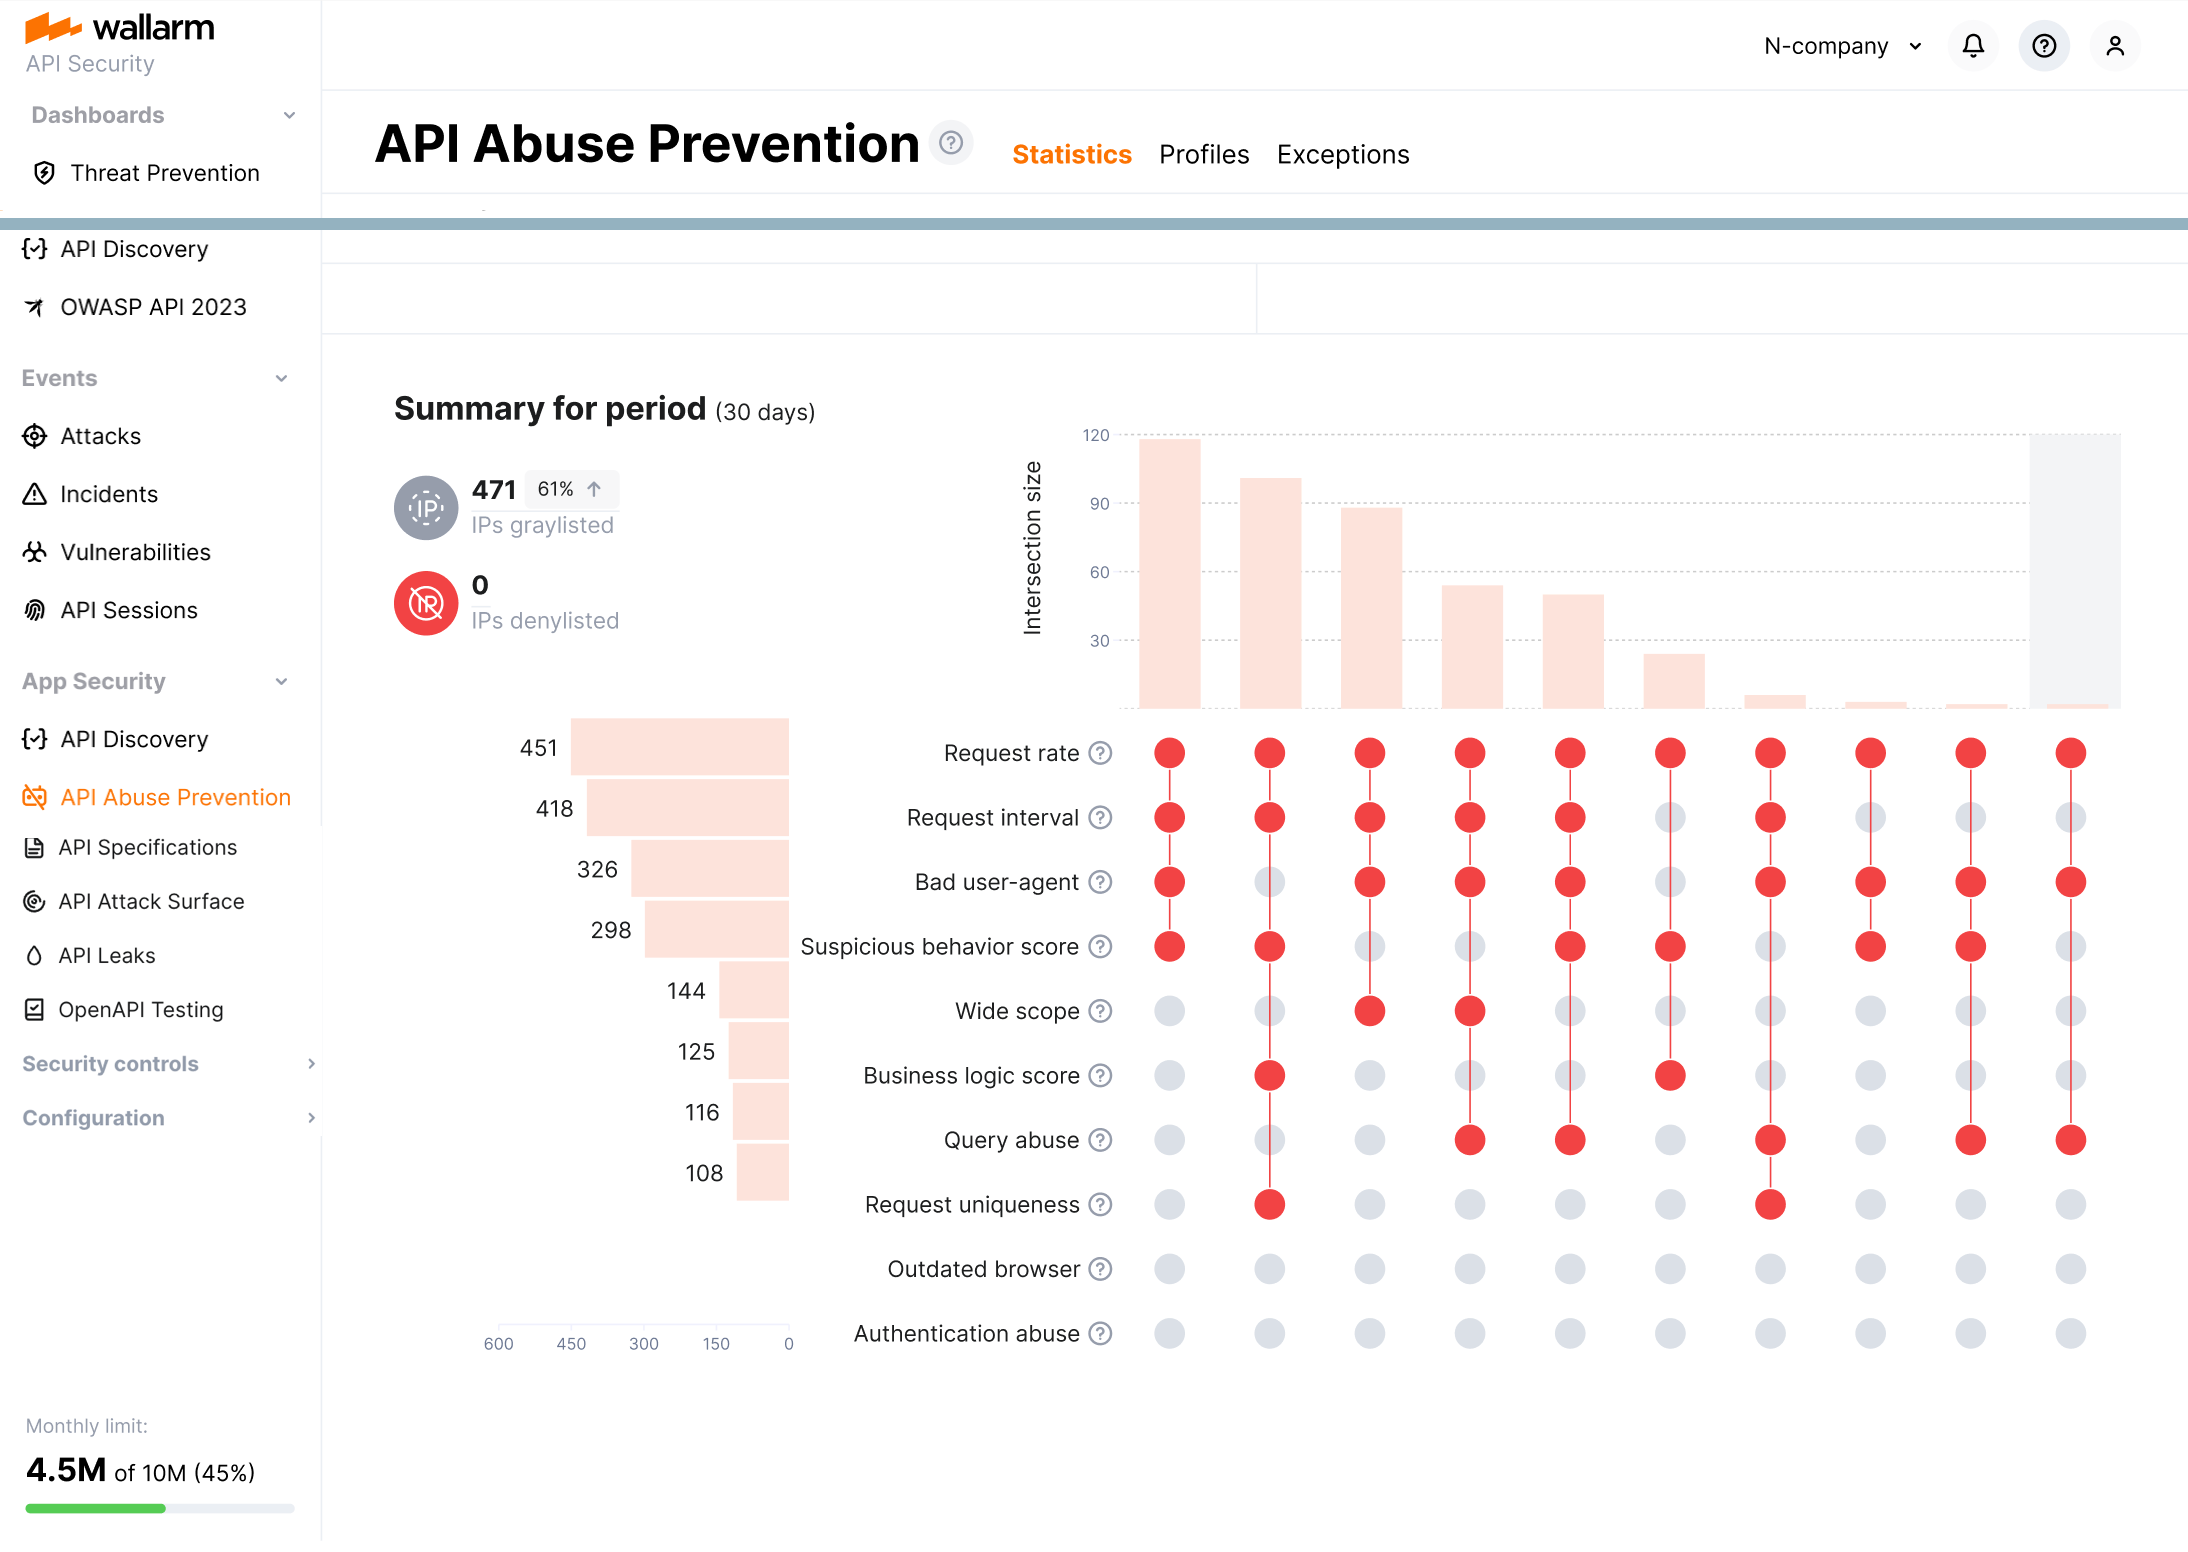 wallarm
API Security
N-company
Dashboards
Threat Prevention
API Abuse Prevention
Statistics
Profiles
Exceptions
API Discovery
OWASP API 2023
Events
Attacks
Incidents
Vulnerabilities
API Sessions
App Security
API Discovery
API Abuse Prevention
API Specifications
API Attack Surface
API Leaks
OpenAPI Testing
Security controls
Configuration
Monthly limit:
4.5M of 10M (45%)
Summary for period (30 days)
IP
471 61%
IPs graylisted
0
IPs denylisted
Intersection size
120
90
60
30
451
418
326
298
144
125
116
108
600 450 300 150 0
Request rate
Request interval
Bad user-agent
Suspicious behavior score
Wide scope
Business logic score
Query abuse
Request uniqueness
Outdated browser
Authentication abuse